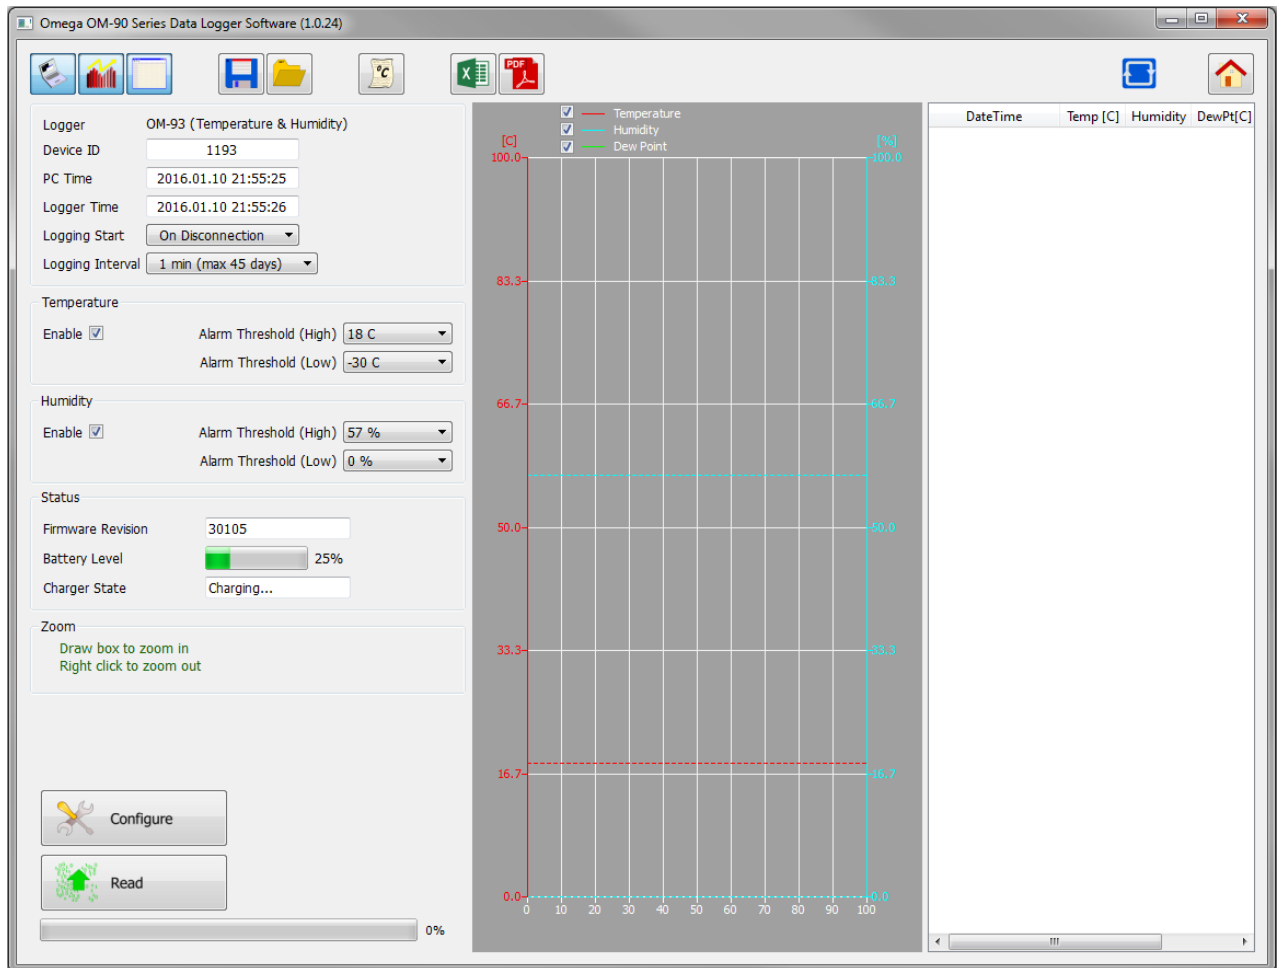 Omega OM-90 Series Data Logger Software (1.0.24)
°C
X
PDF
Logger OM-93 (Temperature & Humidity)
Device ID 1193
PC Time 2016.01.10 21:55:25
Logger Time 2016.01.10 21:55:26
Logging Start On Disconnection
Logging Interval 1 min (max 45 days)
Temperature
Enable Alarm Threshold (High) 18 C
Alarm Threshold (Low) -30 C
Humidity
Enable Alarm Threshold (High) 57 %
Alarm Threshold (Low) 0 %
Status
Firmware Revision 30105
Battery Level 25%
Charger State Charging...
Zoom
Draw box to zoom in
Right click to zoom out
Configure
Read
0%
Temperature
Humidity
Dew Point
[C] [%]
100.0 100.0
83.3 83.3
66.7 66.7
50.0 50.0
33.3 33.3
16.7 16.7
0.0 0.0
0 10 20 30 40 50 60 70 80 90 100
DateTime Temp [C] Humidity DewPt[C]